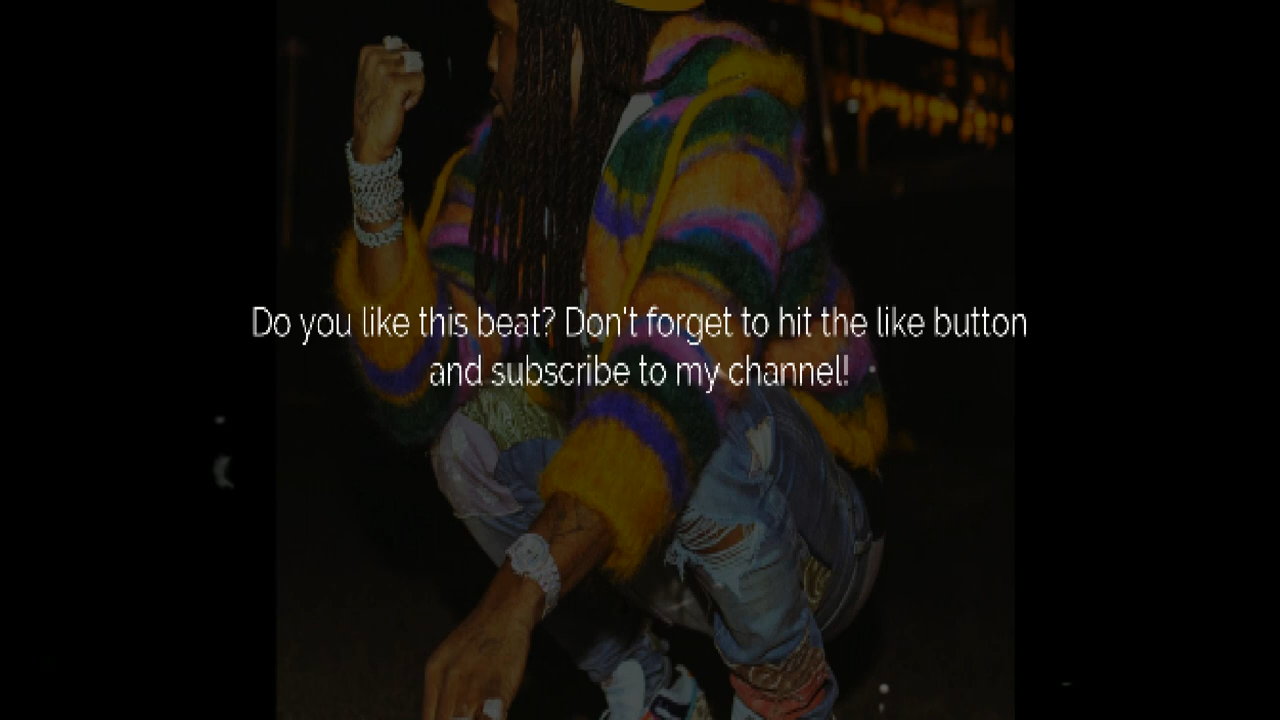 Do you like this beat? Don't forget to hit the like button
and subscribe to my channel!